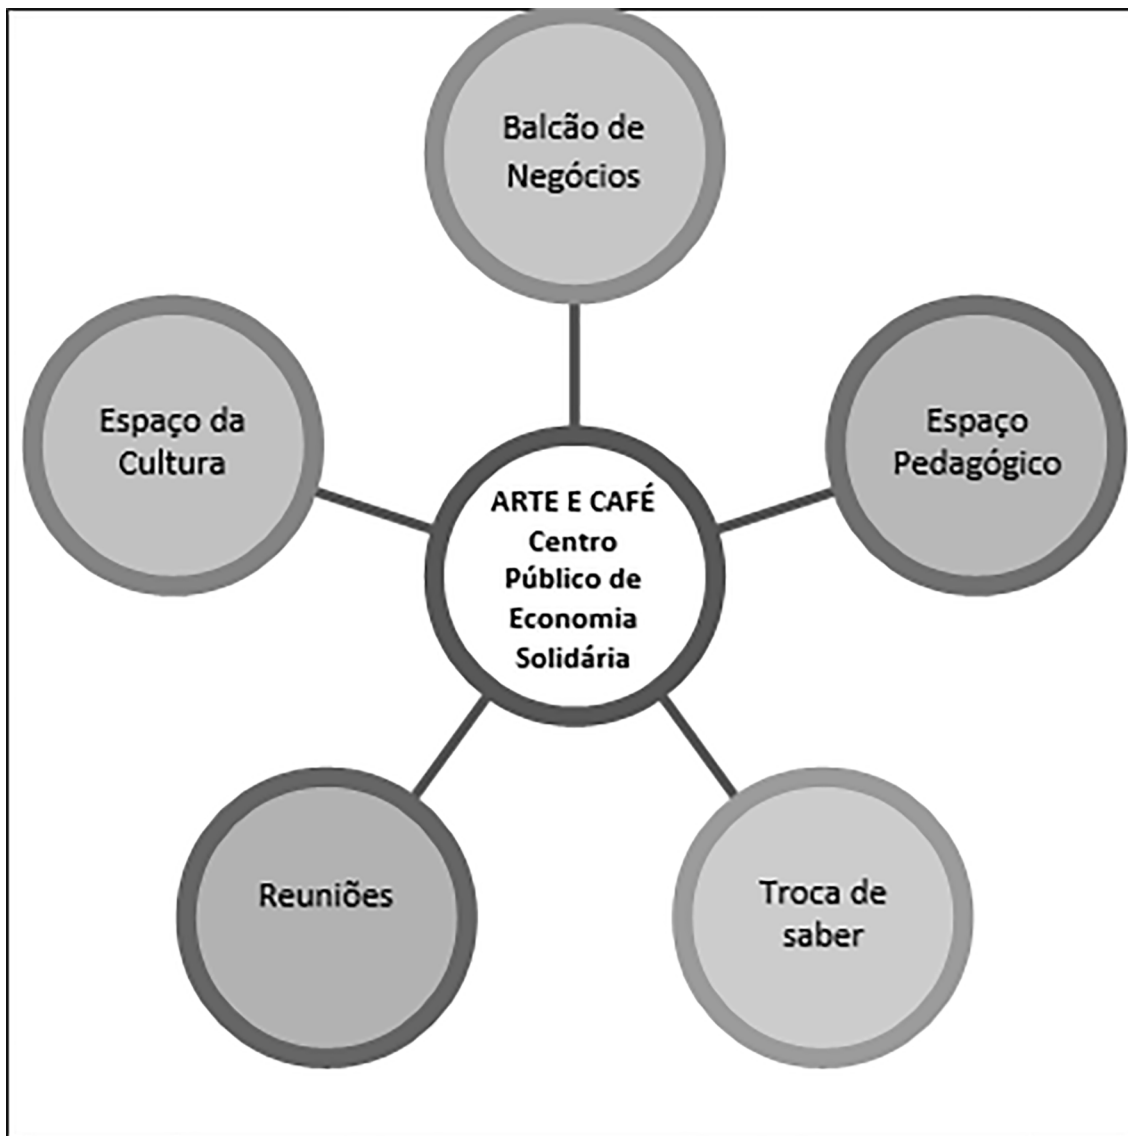 Balcão de
Negócios
Espaço da
Cultura
Espaço
Pedagógico
ARTE E CAFÉ
Centro
Público de
Economia
Solidária
Reuniões
Troca de
saber